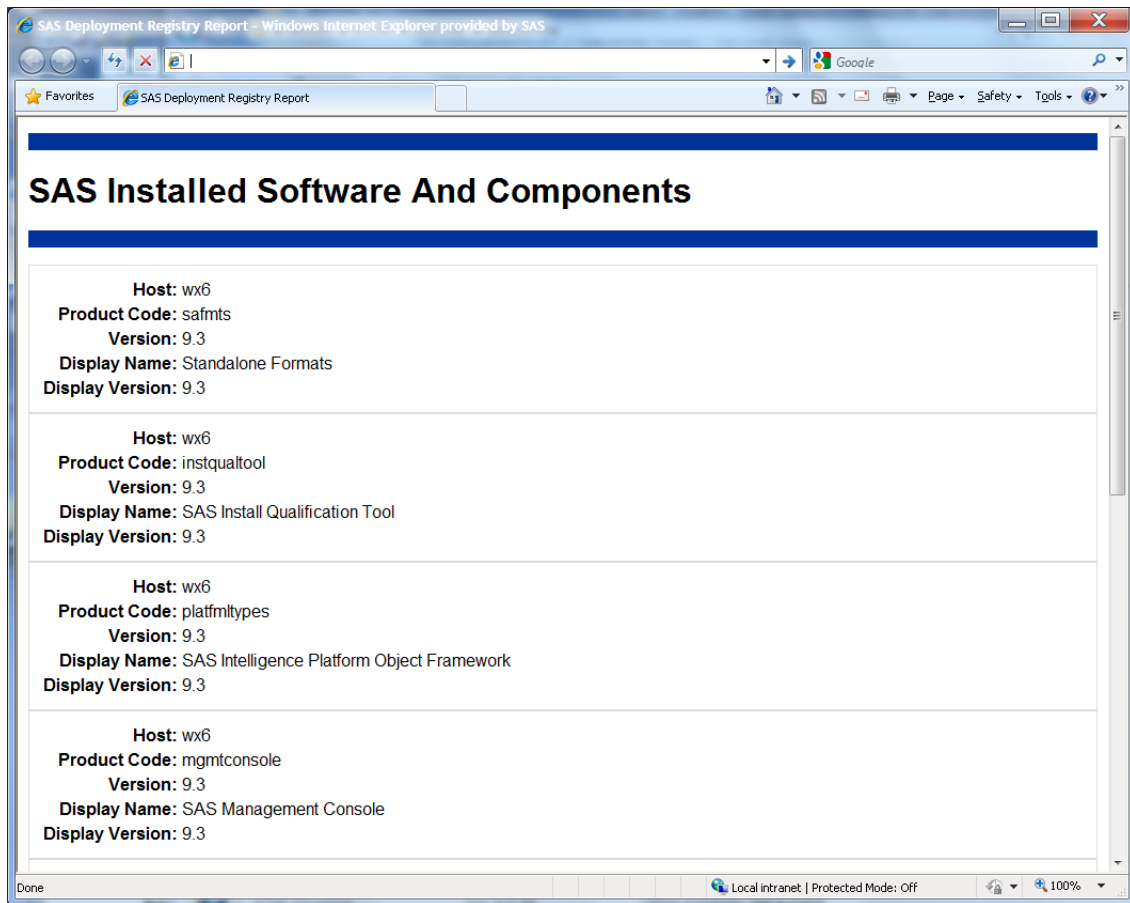 SAS Deployment Registry Report - Windows Internet Explorer provided by SAS
Google
Favorites SAS Deployment Registry Report Page Safety Tools
SAS Installed Software And Components
Host: wx6
Product Code: safmts
Version: 9.3
Display Name: Standalone Formats
Display Version: 9.3
Host: wx6
Product Code: instqualtool
Version: 9.3
Display Name: SAS Install Qualification Tool
Display Version: 9.3
Host: wx6
Product Code: platfmltypes
Version: 9.3
Display Name: SAS Intelligence Platform Object Framework
Display Version: 9.3
Host: wx6
Product Code: mgmtconsole
Version: 9.3
Display Name: SAS Management Console
Display Version: 9.3
Done Local intranet | Protected Mode: Off 100%